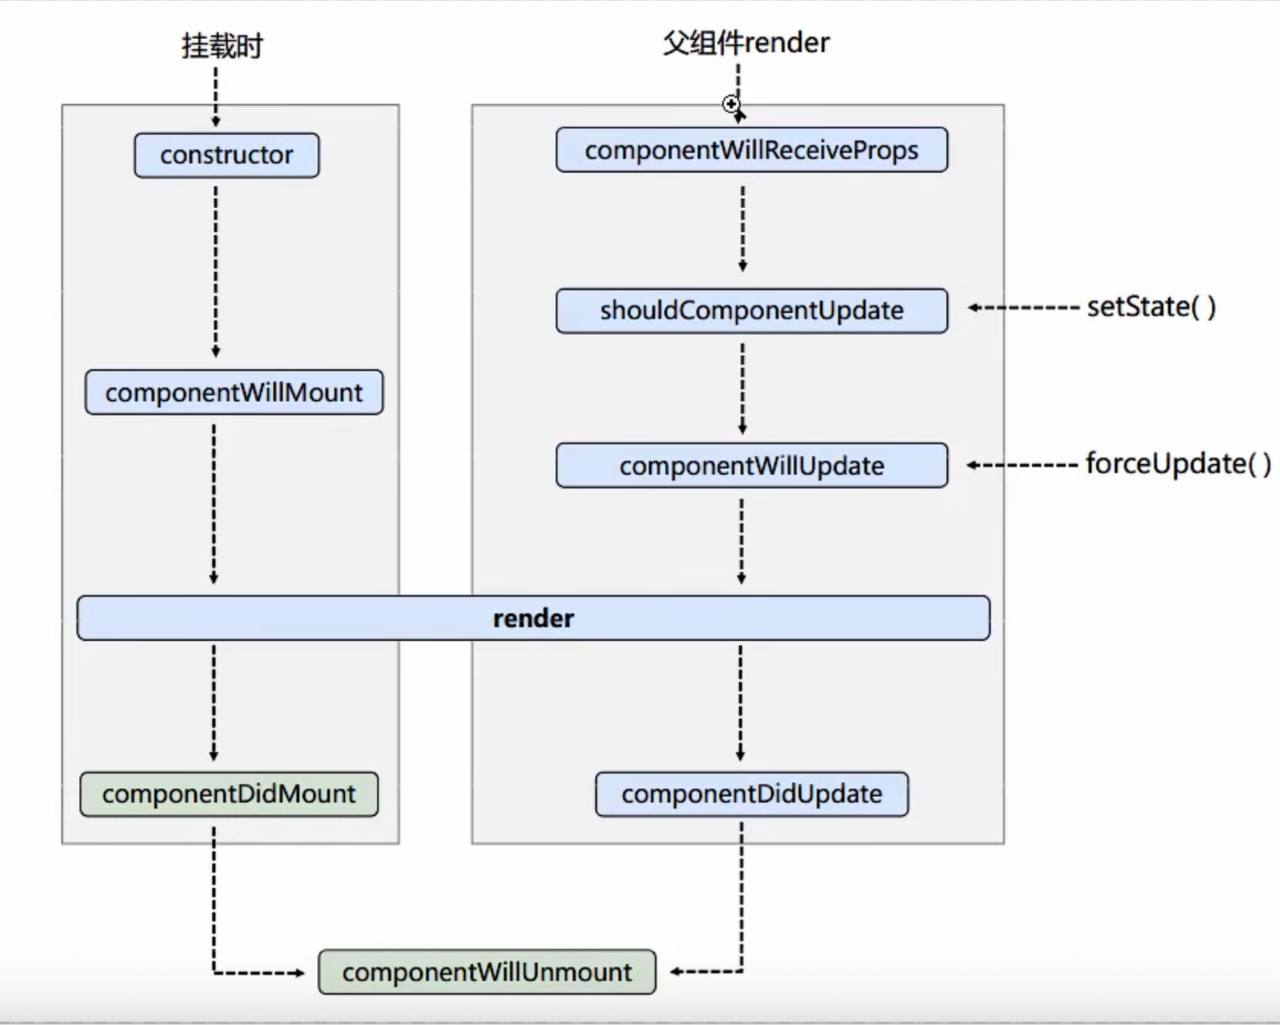 挂载时
父组件render
constructor
componentWillReceiveProps
shouldComponentUpdate
setState( )
componentWillMount
componentWillUpdate
forceUpdate( )
render
componentDidMount
componentDidUpdate
componentWillUnmount